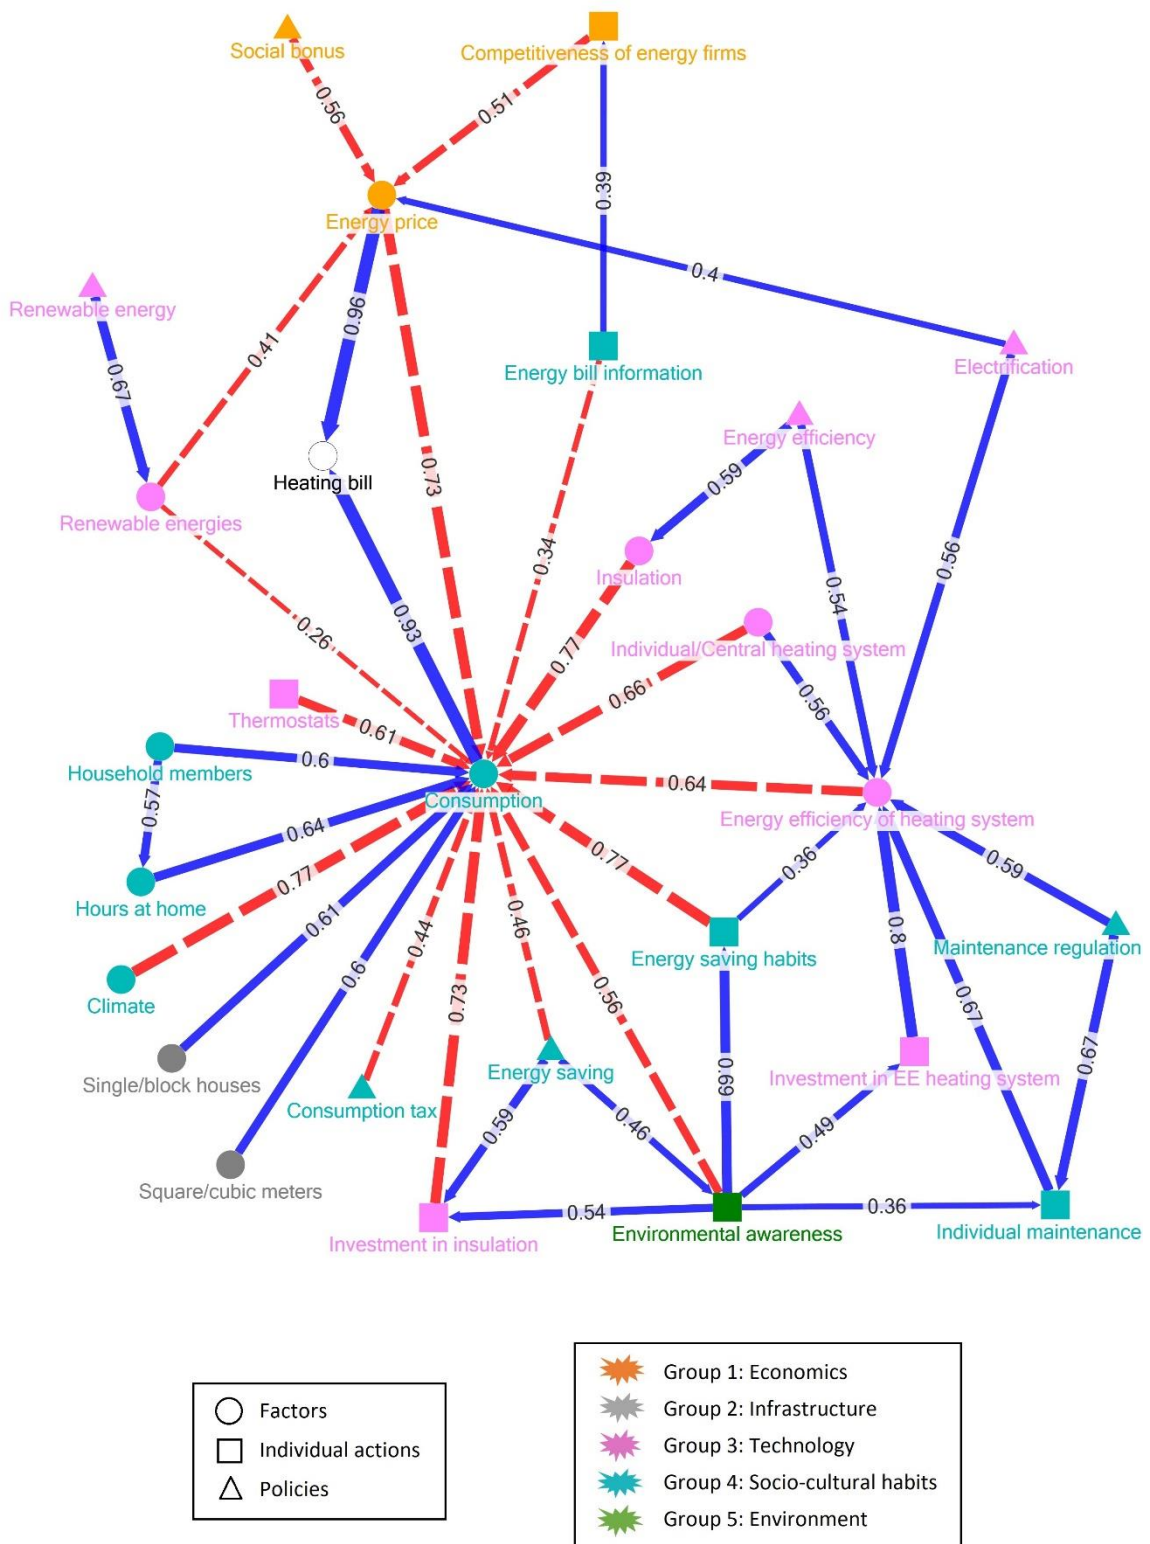 Social bonus
Competitiveness of energy firms
0.56
0.51
0.39
Energy price
0.4
Renewable energy
0.96
0.41
Energy bill information
Electrification
0.67
Energy efficiency
0.73
0.59
Heating bill
Renewable energies
0.34
0.56
Insulation
0.54
0.26
0.93
0.77
Individual/Central heating system
0.66
0.56
Thermostats
0.61
Household members
0.6
0.64
Consumption
0.57
0.64
Energy efficiency of heating system
0.77
0.36
0.59
0.77
Hours at home
0.61
0.44
0.46
0.8
Energy saving habits
Maintenance regulation
0.6
0.56
0.67
Climate
0.73
0.67
Single/block houses
Energy saving
0.69
Investment in EE heating system
Consumption tax
0.59
0.46
0.49
Square/cubic meters
0.54
0.36
Investment in insulation
Environmental awareness
Individual maintenance
Factors
Individual actions
Policies
Group 1: Economics
Group 2: Infrastructure
Group 3: Technology
Group 4: Socio-cultural habits
Group 5: Environment